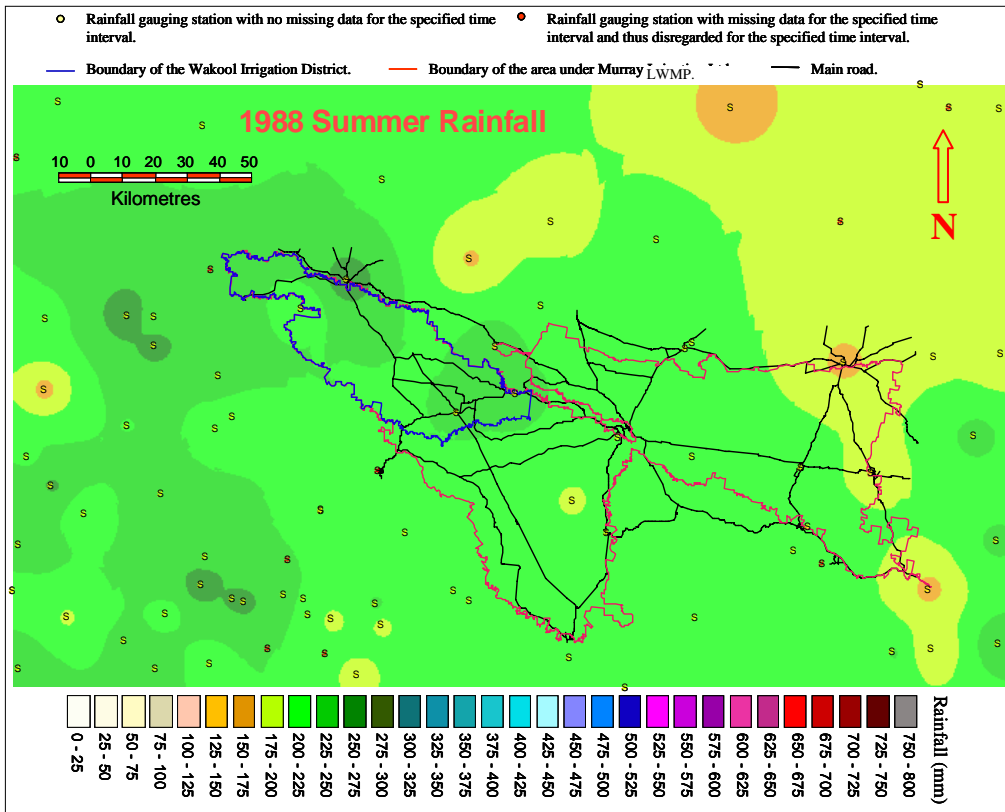 Rainfall gauging station with no missing data for the specified time
interval.
Rainfall gauging station with missing data for the specified time
interval and thus disregarded for the specified time interval.
Boundary of the Wakool Irrigation District.
Boundary of the area under Murray
LWMP.
Main road.
1988 Summer Rainfall
10 0 10 20 30 40 50
Kilometres
N
0 - 25
25 - 50
50 - 75
75 - 100
100 - 125
125 - 150
150 - 175
175 - 200
200 - 225
225 - 250
250 - 275
275 - 300
300 - 325
325 - 350
350 - 375
375 - 400
400 - 425
425 - 450
450 - 475
475 - 500
500 - 525
525 - 550
550 - 575
575 - 600
600 - 625
625 - 650
650 - 675
675 - 700
700 - 725
725 - 750
750 - 800
Rainfall (mm)